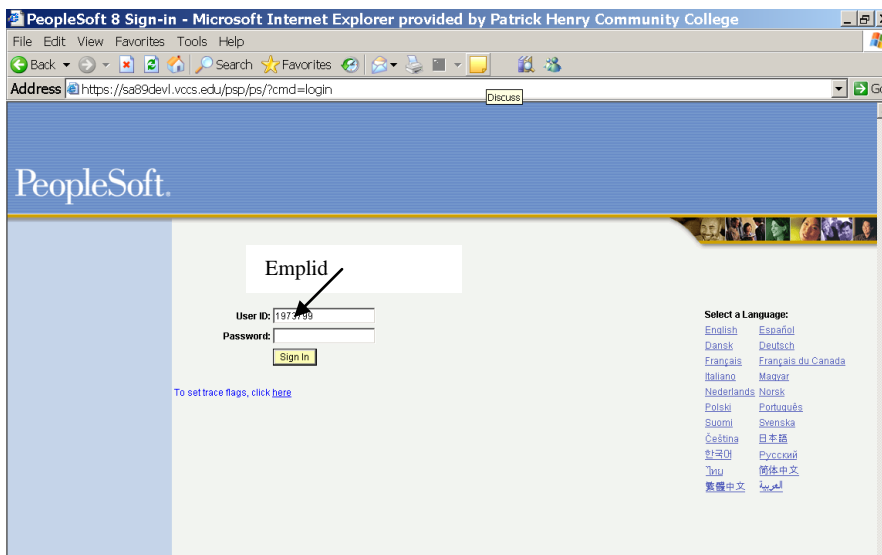 PeopleSoft 8 Sign-in - Microsoft Internet Explorer provided by Patrick Henry Community College
File Edit View Favorites Tools Help
Back Search Favorites
Address https://sa89devl.vccs.edu/psp/ps/?cmd=login
Discuss
PeopleSoft.
Emplid
User ID:
Password:
Sign In
To set trace flags, click here
Select a Language:
English Español
Dansk Deutsch
Français Français du Canada
Italiano Magyar
Nederlands Norsk
Polski Português
Suomi Svenska
Čeština 日本語
한국어 Русский
ไทย 简体中文
繁體中文 العربية